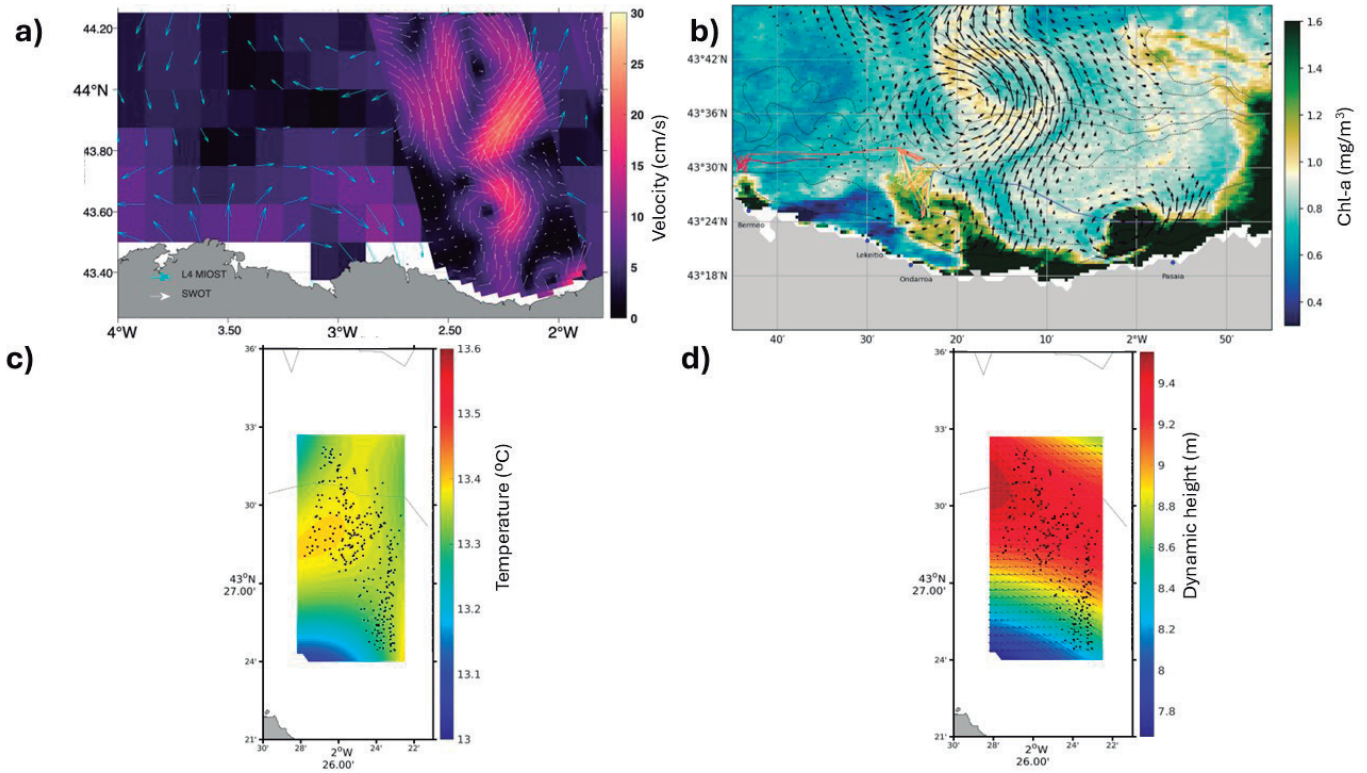 a)
44.20
44°N
43.80
43.60
43.40
4°W
3.50
3°W
2.50
2°W
L4 MIOST
SWOT
30
25
20
15
10
5
0
Velocity (cm/s)
b)
43°42'N
43°36'N
43°30'N
43°24'N
43°18'N
40'
30'
20'
10'
2°W
50'
Bermeo
Lekeitio
Ondarroa
Pasaia
1.6
1.4
1.2
1.0
0.8
0.6
0.4
Chl-a (mg/m³)
c)
36'
33'
30'
43°N
27.00'
24'
21'
30'
28'
2°W
26.00'
24'
22'
13.6
13.5
13.4
13.3
13.2
13.1
13
Temperature (ºC)
d)
36'
33'
30'
43°N
27.00'
24'
21'
30'
28'
2°W
26.00'
24'
22'
9.4
9.2
9
8.8
8.6
8.4
8.2
8
7.8
Dynamic height (m)